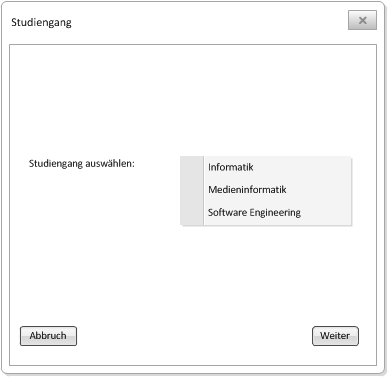 Studiengang
Studiengang auswählen:
Informatik
Medieninformatik
Software Engineering
Abbruch
Weiter